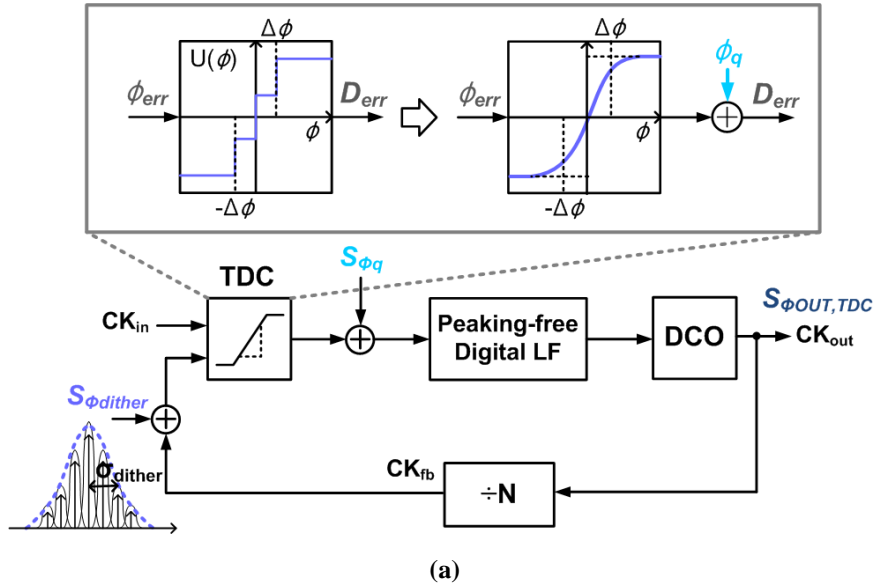 Δϕ
U(ϕ)
ϕerr
Derr
ϕ
-Δϕ
Δϕ
ϕq
ϕerr
Derr
ϕ
-Δϕ
TDC
SΦq
CKin
Peaking-free
Digital LF
DCO
SΦOUT,TDC
CKout
SΦdither
σdither
CKfb
÷N
(a)